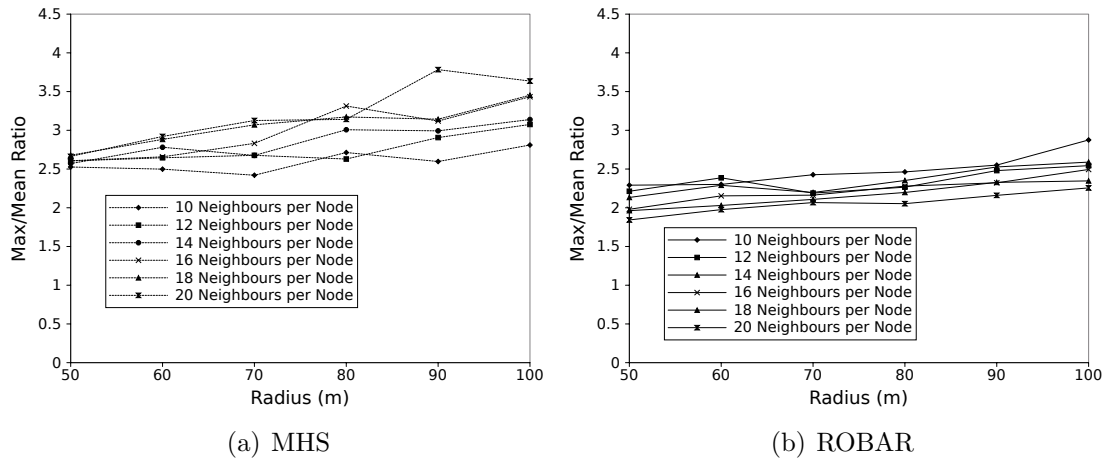 4.5
4
3.5
3
2.5
2
1.5
1
0.5
0
Max/Mean Ratio
10 Neighbours per Node
12 Neighbours per Node
14 Neighbours per Node
16 Neighbours per Node
18 Neighbours per Node
20 Neighbours per Node
50 60 70 80 90 100
Radius (m)
(a) MHS
4.5
4
3.5
3
2.5
2
1.5
1
0.5
0
Max/Mean Ratio
10 Neighbours per Node
12 Neighbours per Node
14 Neighbours per Node
16 Neighbours per Node
18 Neighbours per Node
20 Neighbours per Node
50 60 70 80 90 100
Radius (m)
(b) ROBAR